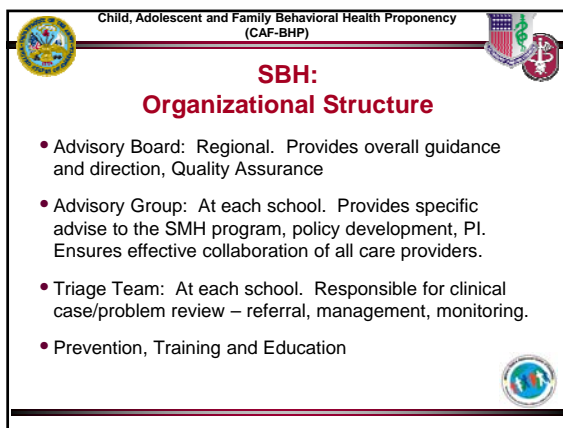 Child, Adolescent and Family Behavioral Health Proponency
(CAF-BHP)
SBH:
Organizational Structure
• Advisory Board: Regional. Provides overall guidance
and direction, Quality Assurance
• Advisory Group: At each school. Provides specific
advise to the SMH program, policy development, PI.
Ensures effective collaboration of all care providers.
• Triage Team: At each school. Responsible for clinical
case/problem review – referral, management, monitoring.
• Prevention, Training and Education